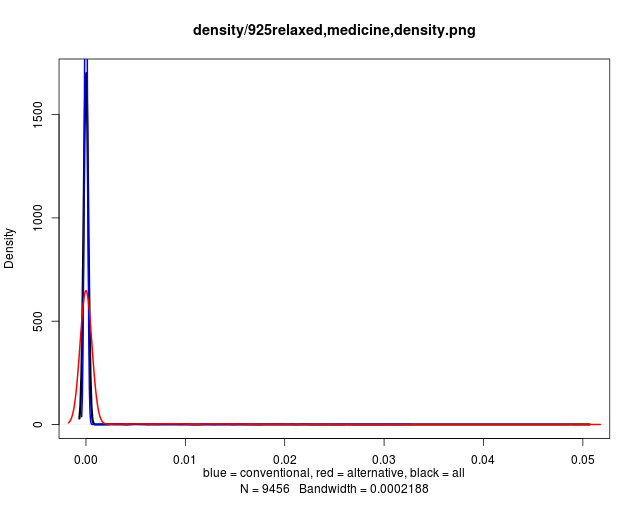 density/925relaxed,medicine,density.png
Density
1500
1000
500
0
0.00 0.01 0.02 0.03 0.04 0.05
blue = conventional, red = alternative, black = all
N = 9456 Bandwidth = 0.0002188